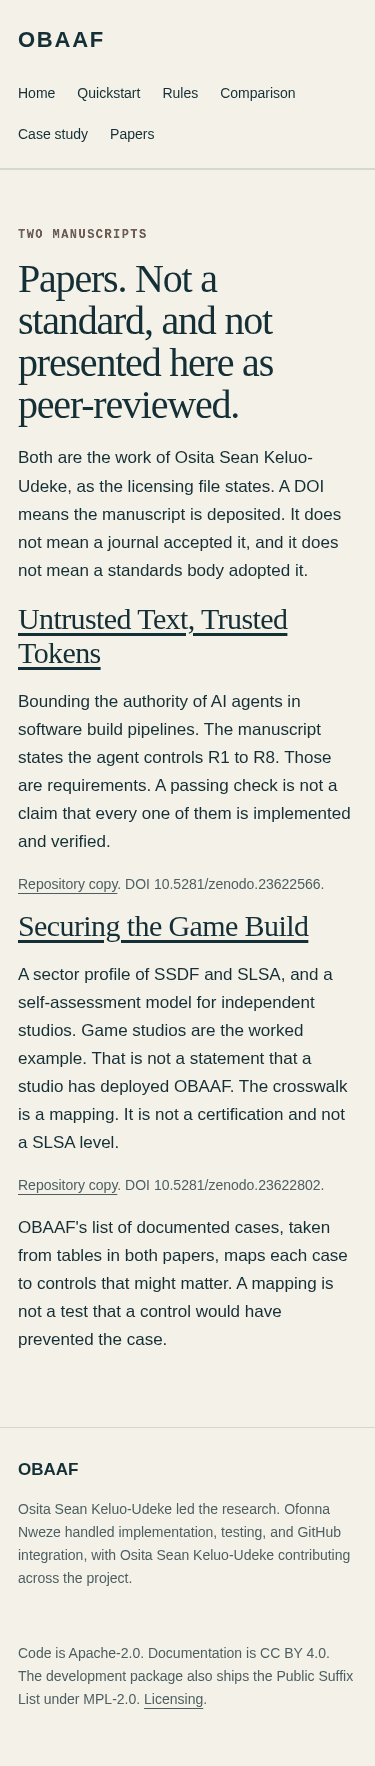 OBAAF
Home Quickstart Rules Comparison
Case study Papers
TWO MANUSCRIPTS
Papers. Not a
standard, and not
presented here as
peer-reviewed.
Both are the work of Osita Sean Keluo-
Udeke, as the licensing file states. A DOI
means the manuscript is deposited. It does
not mean a journal accepted it, and it does
not mean a standards body adopted it.
Untrusted Text, Trusted
Tokens
Bounding the authority of AI agents in
software build pipelines. The manuscript
states the agent controls R1 to R8. Those
are requirements. A passing check is not a
claim that every one of them is implemented
and verified.
Repository copy. DOI 10.5281/zenodo.23622566.
Securing the Game Build
A sector profile of SSDF and SLSA, and a
self-assessment model for independent
studios. Game studios are the worked
example. That is not a statement that a
studio has deployed OBAAF. The crosswalk
is a mapping. It is not a certification and not
a SLSA level.
Repository copy. DOI 10.5281/zenodo.23622802.
OBAAF's list of documented cases, taken
from tables in both papers, maps each case
to controls that might matter. A mapping is
not a test that a control would have
prevented the case.
OBAAF
Osita Sean Keluo-Udeke led the research. Ofonna
Nweze handled implementation, testing, and GitHub
integration, with Osita Sean Keluo-Udeke contributing
across the project.
Code is Apache-2.0. Documentation is CC BY 4.0.
The development package also ships the Public Suffix
List under MPL-2.0. Licensing.